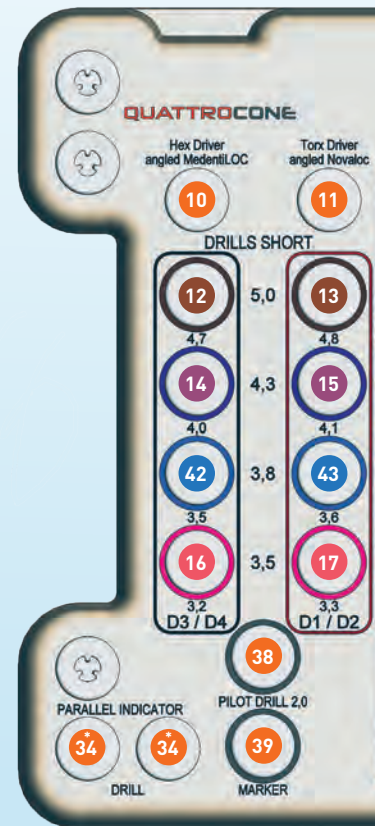 QUATTROCONE
Hex Driver Torx Driver
angled MedentiLOC angled Novaloc
10 11
DRILLS SHORT
12 5,0 13
4,7 4,8
14 4,3 15
4,0 4,1
42 3,8 43
3,5 3,6
16 3,5 17
3,2 3,3
D3 / D4 D1 / D2
38
PILOT DRILL 2,0
PARALLEL INDICATOR
*34 *34 39
DRILL MARKER